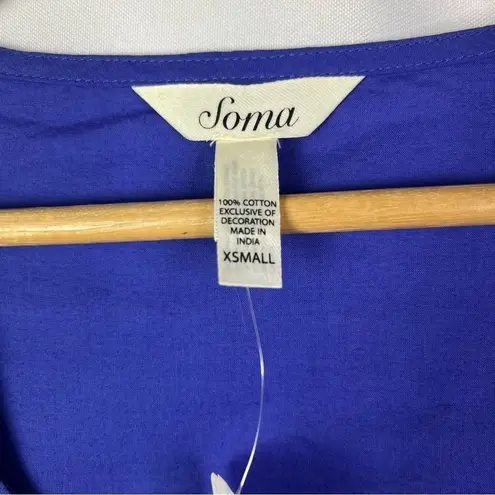 Soma
100% COTTON
EXCLUSIVE OF
DECORATION
MADE IN
INDIA
XSMALL